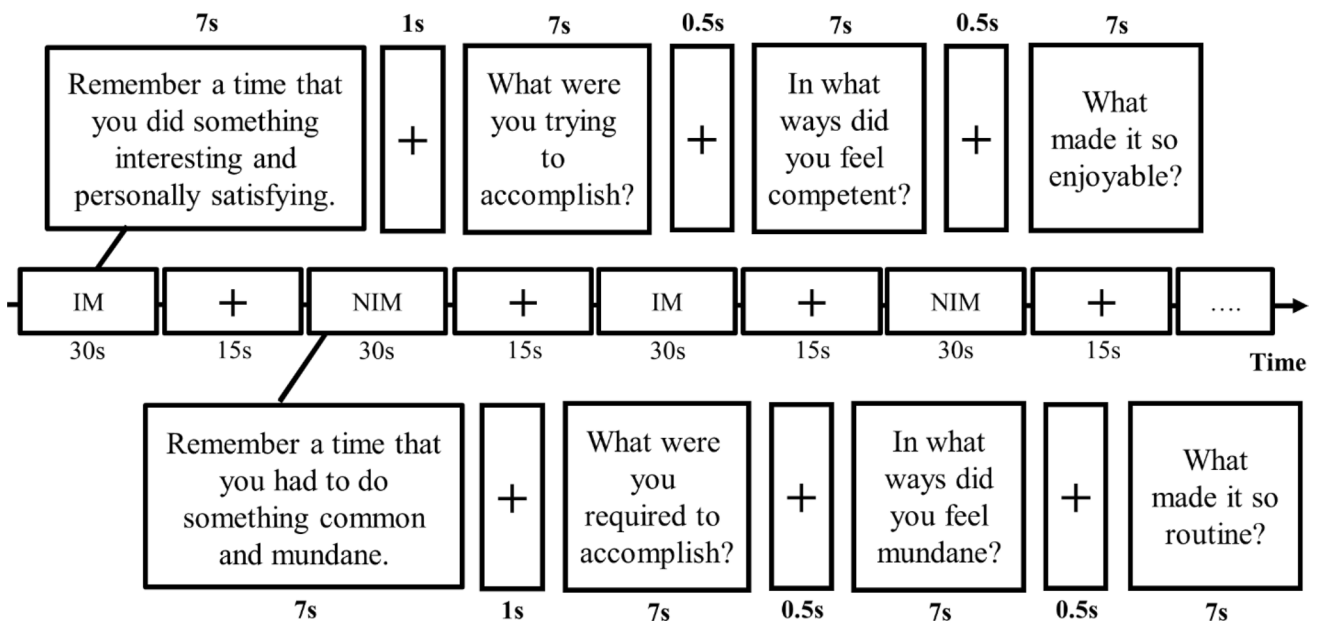 7s 1s 7s 0.5s 7s 0.5s 7s
Remember a time that
you did something
interesting and
personally satisfying.
+
What were
you trying
to
accomplish?
+
In what
ways did
you feel
competent?
+
What
made it so
enjoyable?
IM + NIM + IM + NIM + ....
30s 15s 30s 15s 30s 15s 30s 15s
Time
Remember a time that
you had to do
something common
and mundane.
+
What were
you
required to
accomplish?
+
In what
ways did
you feel
mundane?
+
What
made it so
routine?
7s 1s 7s 0.5s 7s 0.5s 7s